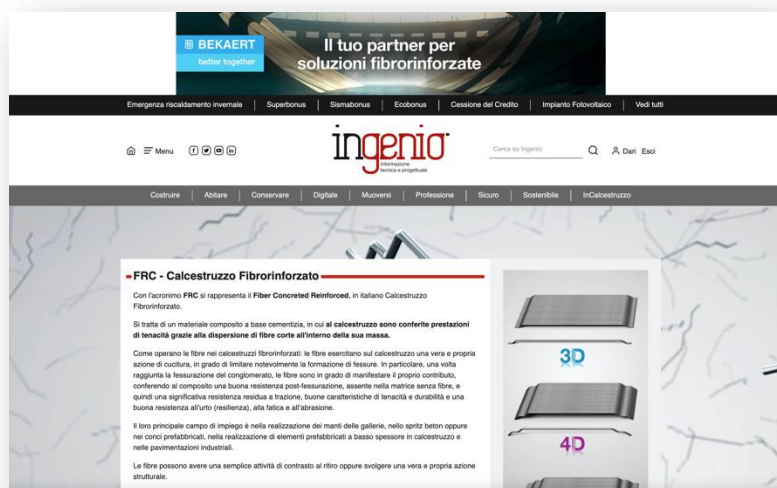 BEKAERT
better together
Il tuo partner per
soluzioni fibrorinforzate
Emergenza riscaldamento invernale | Superbonus | Sismabonus | Ecobonus | Cessione del Credito | Impianto Fotovoltaico | Vedi tutti
Menu
ingenio
informazione
tecnica e progettuale
Cerca su Ingenio
Dari Esci
Costruire | Abitare | Conservare | Digitale | Muoversi | Professione | Sicuro | Sostenibile | InCalcestruzzo
FRC - Calcestruzzo Fibrorinforzato
Con l'acronimo FRC si rappresenta il Fiber Concreted Reinforced, in italiano Calcestruzzo
Fibrorinforzato.
Si tratta di un materiale composito a base cementizia, in cui al calcestruzzo sono conferite prestazioni
di tenacità grazie alla dispersione di fibre corte all'interno della sua massa.
Come operano le fibre nei calcestruzzi fibrorinforzati: le fibre esercitano sul calcestruzzo una vera e propria
azione di cucitura, in grado di limitare notevolmente la formazione di fessure. In particolare, una volta
raggiunta la fessurazione del conglomerato, le fibre sono in grado di manifestare il proprio contributo,
conferendo al composito una buona resistenza post-fessurazione, assente nella matrice senza fibre, e
quindi una significativa resistenza residua a trazione, buone caratteristiche di tenacità e durabilità e una
buona resistenza all'urto (resilienza), alla fatica e all'abrasione.
Il loro principale campo di impiego è nella realizzazione dei manti delle gallerie, nello spritz beton oppure
nei conci prefabbricati, nella realizzazione di elementi prefabbricati a basso spessore in calcestruzzo e
nelle pavimentazioni industriali.
Le fibre possono avere una semplice attività di contrasto al ritiro oppure svolgere una vera e propria azione
strutturale.
3D
4D